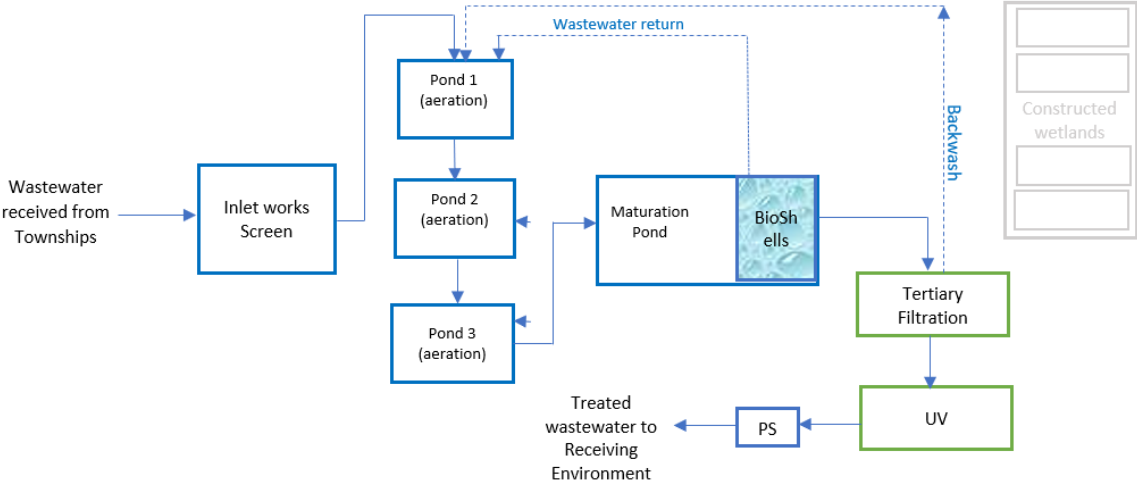 Wastewater return
Pond 1
(aeration)
Constructed
wetlands
Backwash
Wastewater
received from
Townships
Inlet works
Screen
Pond 2
(aeration)
Maturation
Pond
BioSh
ells
Tertiary
Filtration
Pond 3
(aeration)
Treated
wastewater to
Receiving
Environment
PS
UV